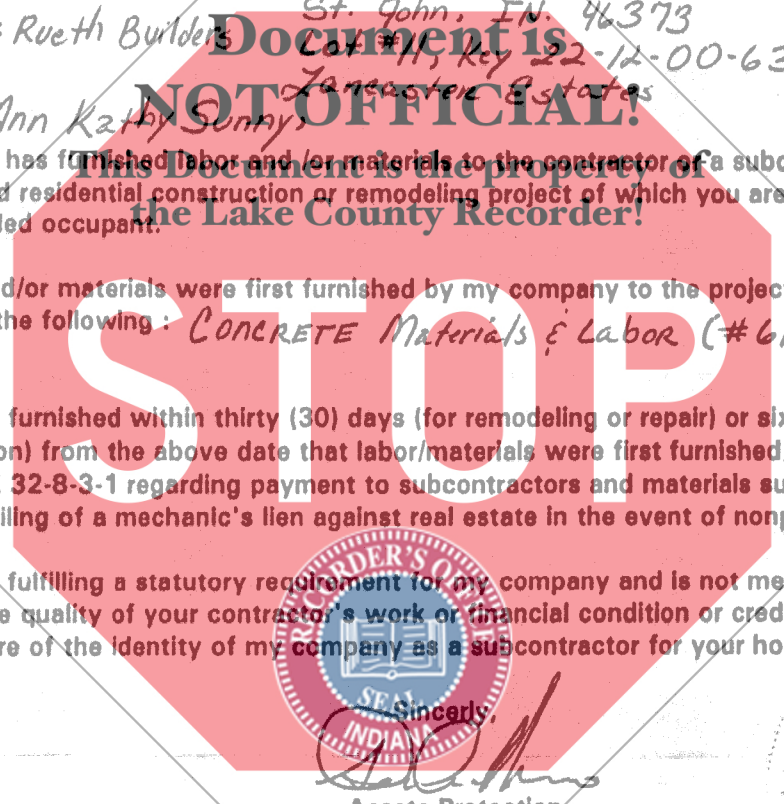 St. John, IN. 46373
: Rueth Builders
Document is
Lot #11, Key 22-12-00-63
NOT OFFICIAL!
Lancaster Estates
Ann Kathy Sunny,
has furnished labor and /or materials to the contractor of a subc
This Document is the property of
d residential construction or remodeling project of which you are
the Lake County Recorder!
ded occupant.
d/or materials were first furnished by my company to the project
the following : CONCRETE Materials & Labor (#61
STOP
furnished within thirty (30) days (for remodeling or repair) or six
on) from the above date that labor/materials were first furnished
. 32-8-3-1 regarding payment to subcontractors and materials su
iling of a mechanic's lien against real estate in the event of nonp
fulfilling a statutory requirement for my company and is not me
e quality of your contractor's work or financial condition or cred
re of the identity of my company as a subcontractor for your ho
RECORDER'S OFFICE
SEAL
INDIANA
Sincerly,
Assets Protection